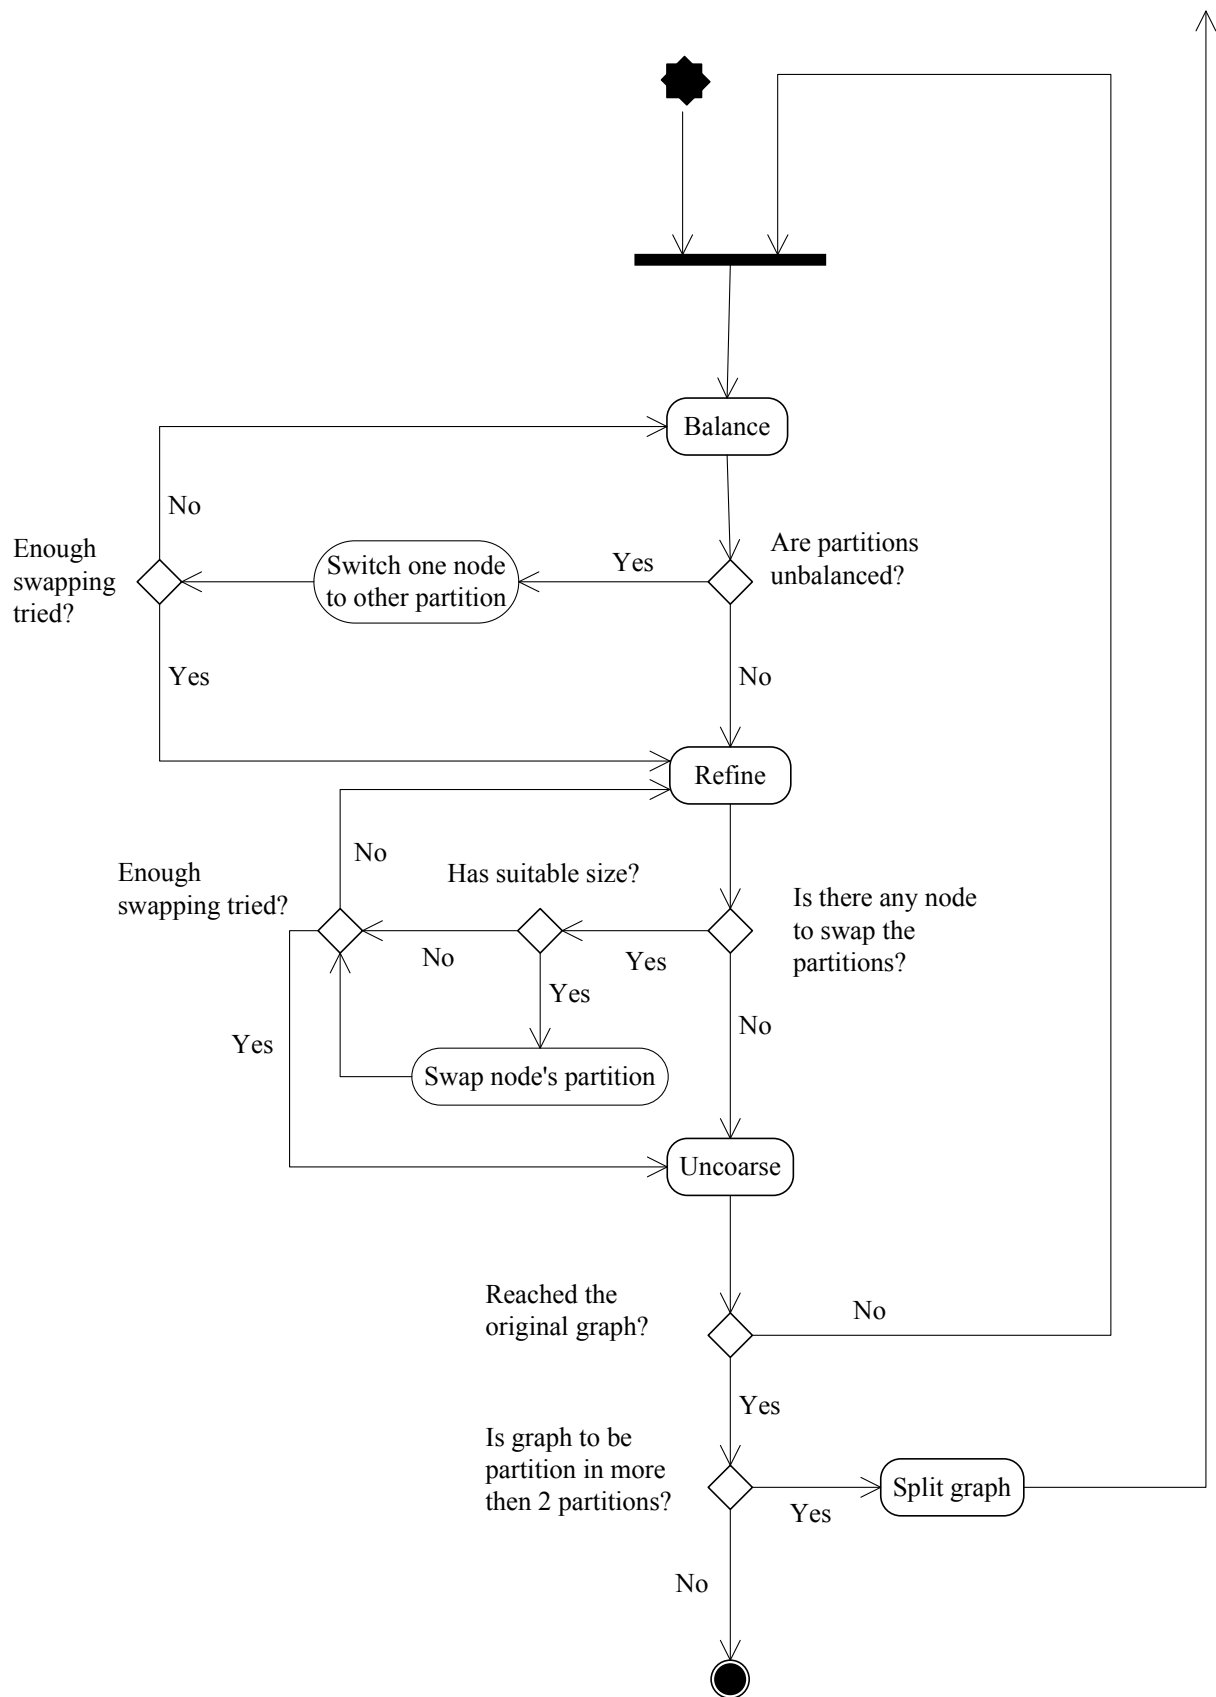 Balance
No
Enough
swapping
tried?
Switch one node
to other partition
Yes
Are partitions
unbalanced?
Yes
No
Refine
No
Enough
swapping tried?
Has suitable size?
Is there any node
to swap the
partitions?
No
Yes
Yes
No
Yes
Swap node's partition
Uncoarse
Reached the
original graph?
No
Yes
Is graph to be
partition in more
then 2 partitions?
Split graph
Yes
No